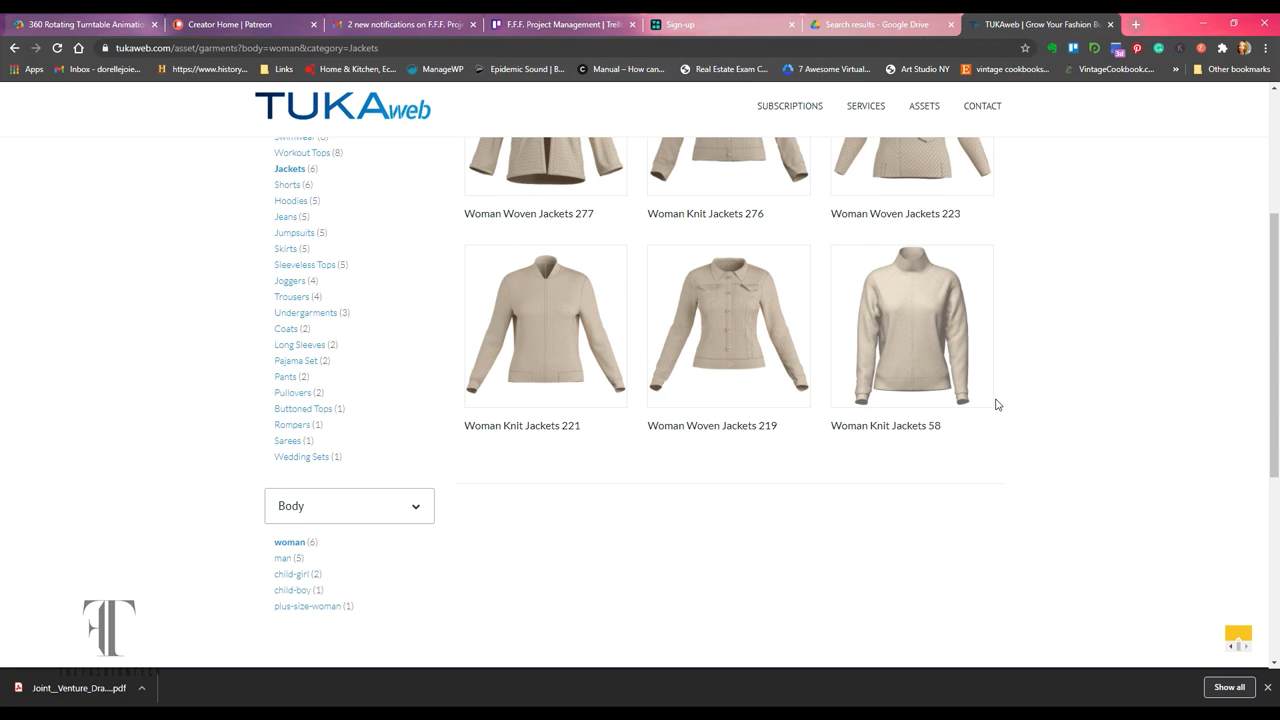 360 Rotating Turntable Animatio
Creator Home | Patreon
2 new notifications on F.F.F. Proj
F.F.F. Project Management | Trell
Sign-up
Search results - Google Drive
TUKAweb | Grow Your Fashion Bu
tukaweb.com/asset/garments?body=woman&category=Jackets
Apps
Inbox - dorellejoie...
https://www.history...
Links
Home & Kitchen, Ec...
ManageWP
Epidemic Sound | B...
Manual – How can...
Real Estate Exam C...
7 Awesome Virtual...
Art Studio NY
vintage cookbooks...
VintageCookbook.c...
Other bookmarks
TUKAweb
SUBSCRIPTIONS
SERVICES
ASSETS
CONTACT
Swimwear
Workout Tops (8)
Jackets (6)
Shorts (6)
Hoodies (5)
Jeans (5)
Jumpsuits (5)
Skirts (5)
Sleeveless Tops (5)
Joggers (4)
Trousers (4)
Undergarments (3)
Coats (2)
Long Sleeves (2)
Pajama Set (2)
Pants (2)
Pullovers (2)
Buttoned Tops (1)
Rompers (1)
Sarees (1)
Wedding Sets (1)
Body
woman (6)
man (5)
child-girl (2)
child-boy (1)
plus-size-woman (1)
Woman Woven Jackets 277
Woman Knit Jackets 276
Woman Woven Jackets 223
Woman Knit Jackets 221
Woman Woven Jackets 219
Woman Knit Jackets 58
Joint__Venture_Dra....pdf
Show all